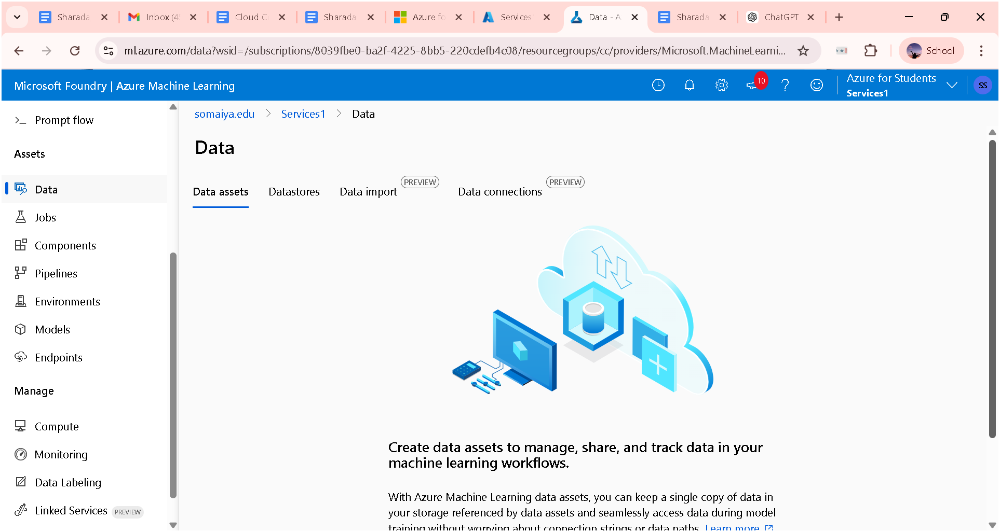 Sharada
Inbox (4
Cloud C
Sharada
Azure fo
Services
Data - A
Sharada
ChatGPT
ml.azure.com/data?wsid=/subscriptions/8039fbe0-ba2f-4225-8bb5-220cdefb4c08/resourcegroups/cc/providers/Microsoft.MachineLearni...
School
Microsoft Foundry | Azure Machine Learning
10
Azure for Students
Services1
SS
Prompt flow
Assets
Data
Jobs
Components
Pipelines
Environments
Models
Endpoints
Manage
Compute
Monitoring
Data Labeling
Linked Services PREVIEW
somaiya.edu > Services1 > Data
Data
Data assets
Datastores
Data import PREVIEW
Data connections PREVIEW
Create data assets to manage, share, and track data in your
machine learning workflows.
With Azure Machine Learning data assets, you can keep a single copy of data in
your storage referenced by data assets and seamlessly access data during model
training without worrying about connection strings or data paths. Learn more